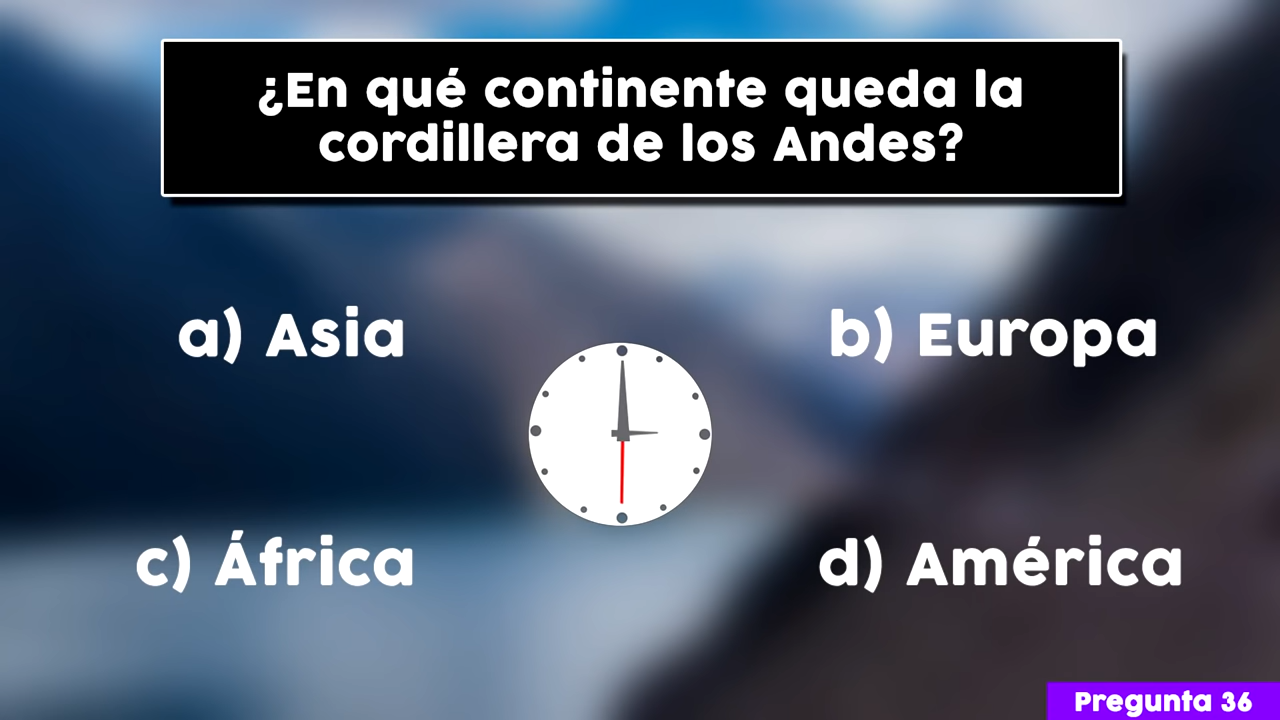 ¿En qué continente queda la
cordillera de los Andes?
a) Asia
b) Europa
c) África
d) América
Pregunta 36